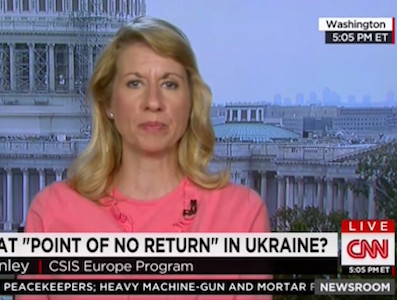 Washington
5:05 PM ET
AT "POINT OF NO RETURN" IN UKRAINE?
LIVE
CNN
nley | CSIS Europe Program
5:05 PM ET
PEACEKEEPERS; HEAVY MACHINE-GUN AND MORTAR F
NEWSROOM